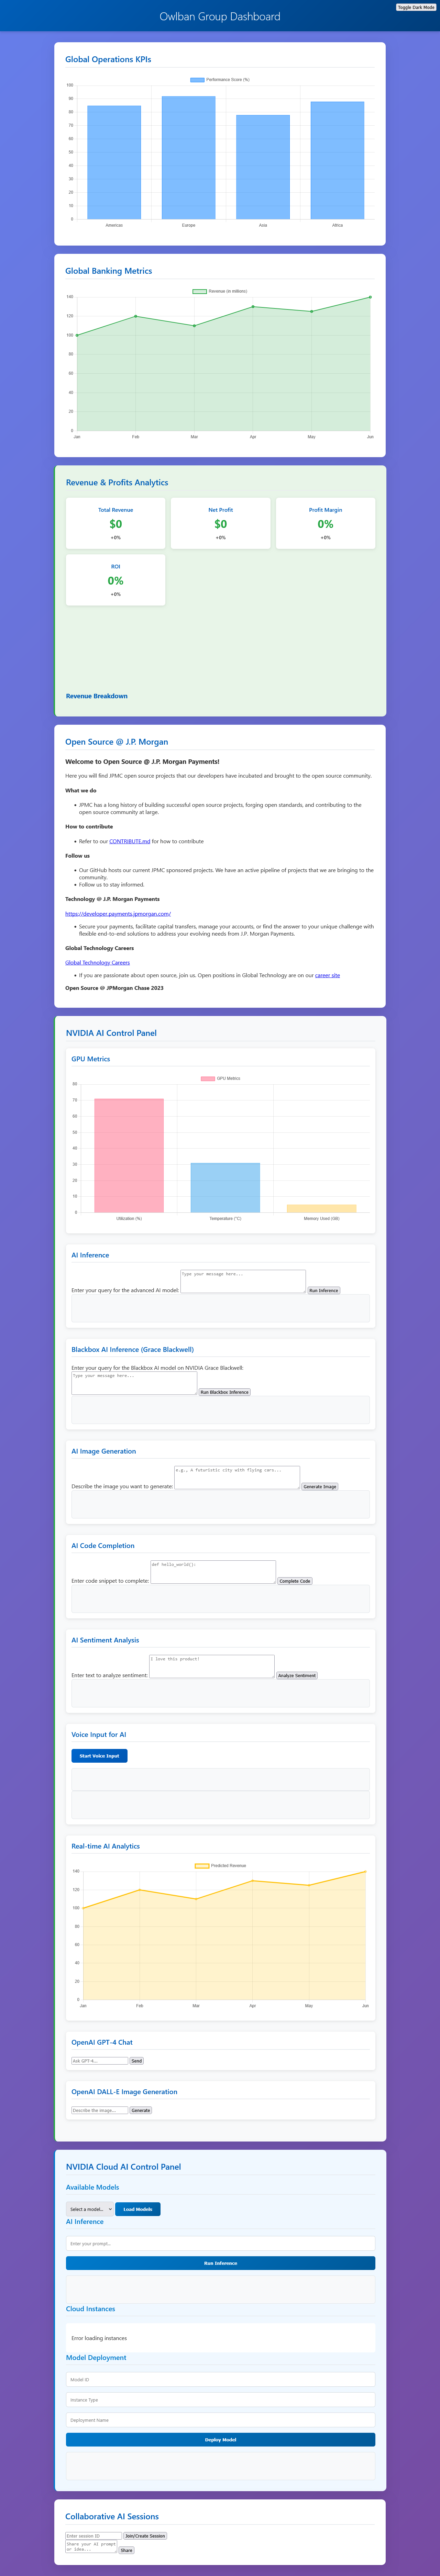 Toggle Dark Mode
Owlban Group Dashboard
Global Operations KPIs
Performance Score (%)
100
90
80
70
60
50
40
30
20
10
0
Americas
Europe
Asia
Africa
Global Banking Metrics
Revenue (in millions)
140
120
100
80
60
40
20
0
Jan
Feb
Mar
Apr
May
Jun
Revenue & Profits Analytics
Total Revenue
$0
+0%
Net Profit
$0
+0%
Profit Margin
0%
+0%
ROI
0%
+0%
Revenue Breakdown
Open Source @ J.P. Morgan
Welcome to Open Source @ J.P. Morgan Payments!
Here you will find JPMC open source projects that our developers have incubated and brought to the open source community.
What we do
JPMC has a long history of building successful open source projects, forging open standards, and contributing to the
open source community at large.
How to contribute
Refer to our CONTRIBUTE.md for how to contribute
Follow us
Our GitHub hosts our current JPMC sponsored projects. We have an active pipeline of projects that we are bringing to the
community.
Follow us to stay informed.
Technology @ J.P. Morgan Payments
https://developer.payments.jpmorgan.com/
Secure your payments, facilitate capital transfers, manage your accounts, or find the answer to your unique challenge with
flexible end-to-end solutions to address your evolving needs from J.P. Morgan Payments.
Global Technology Careers
Global Technology Careers
If you are passionate about open source, join us. Open positions in Global Technology are on our career site
Open Source @ JPMorgan Chase 2023
NVIDIA AI Control Panel
GPU Metrics
GPU Metrics
80
70
60
50
40
30
20
10
0
Utilization (%)
Temperature (°C)
Memory Used (GB)
AI Inference
Enter your query for the advanced AI model:
Type your message here...
Run Inference
Blackbox AI Inference (Grace Blackwell)
Enter your query for the Blackbox AI model on NVIDIA Grace Blackwell:
Type your message here...
Run Blackbox Inference
AI Image Generation
Describe the image you want to generate:
e.g., A futuristic city with flying cars...
Generate Image
AI Code Completion
Enter code snippet to complete:
def hello_world():
Complete Code
AI Sentiment Analysis
Enter text to analyze sentiment:
I love this product!
Analyze Sentiment
Voice Input for AI
Start Voice Input
Real-time AI Analytics
Predicted Revenue
140
120
100
80
60
40
20
0
Jan
Feb
Mar
Apr
May
Jun
OpenAI GPT-4 Chat
Ask GPT-4...
Send
OpenAI DALL-E Image Generation
Describe the image...
Generate
NVIDIA Cloud AI Control Panel
Available Models
Select a model...
Load Models
AI Inference
Enter your prompt...
Run Inference
Cloud Instances
Error loading instances
Model Deployment
Model ID
Instance Type
Deployment Name
Deploy Model
Collaborative AI Sessions
Enter session ID
Join/Create Session
Share your AI prompt
or idea...
Share